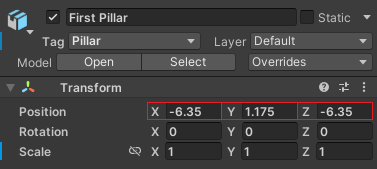 First Pillar Static
Tag Pillar Layer Default
Model Open Select Overrides
Transform
Position X -6.35 Y 1.175 Z -6.35
Rotation X 0 Y 0 Z 0
Scale X 1 Y 1 Z 1